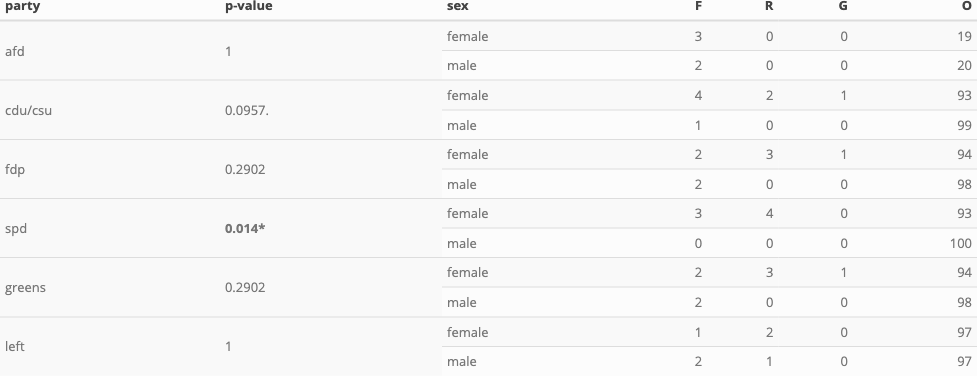 party p-value sex F R G O
afd 1 female 3 0 0 19
male 2 0 0 20
cdu/csu 0.0957. female 4 2 1 93
male 1 0 0 99
fdp 0.2902 female 2 3 1 94
male 2 0 0 98
spd 0.014* female 3 4 0 93
male 0 0 0 100
greens 0.2902 female 2 3 1 94
male 2 0 0 98
left 1 female 1 2 0 97
male 2 1 0 97